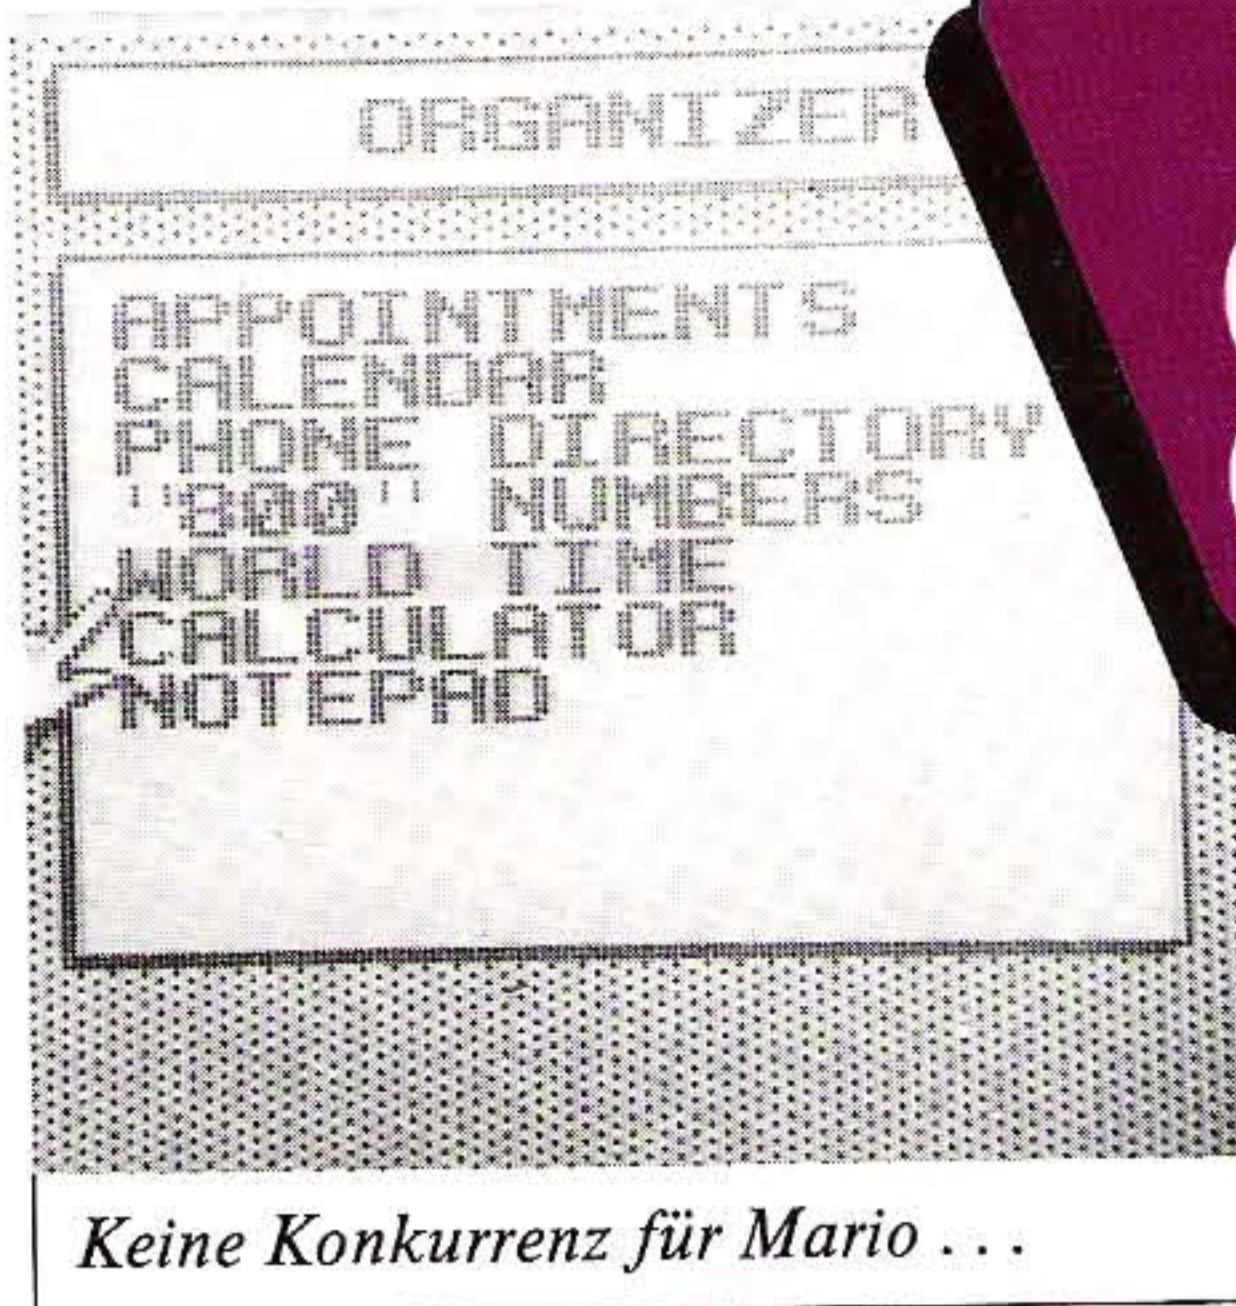 ORGANIZER
APPOINTMENTS
CALENDAR
PHONE DIRECTORY
"800" NUMBERS
WORLD TIME
CALCULATOR
NOTEPAD
Keine Konkurrenz für Mario . . .